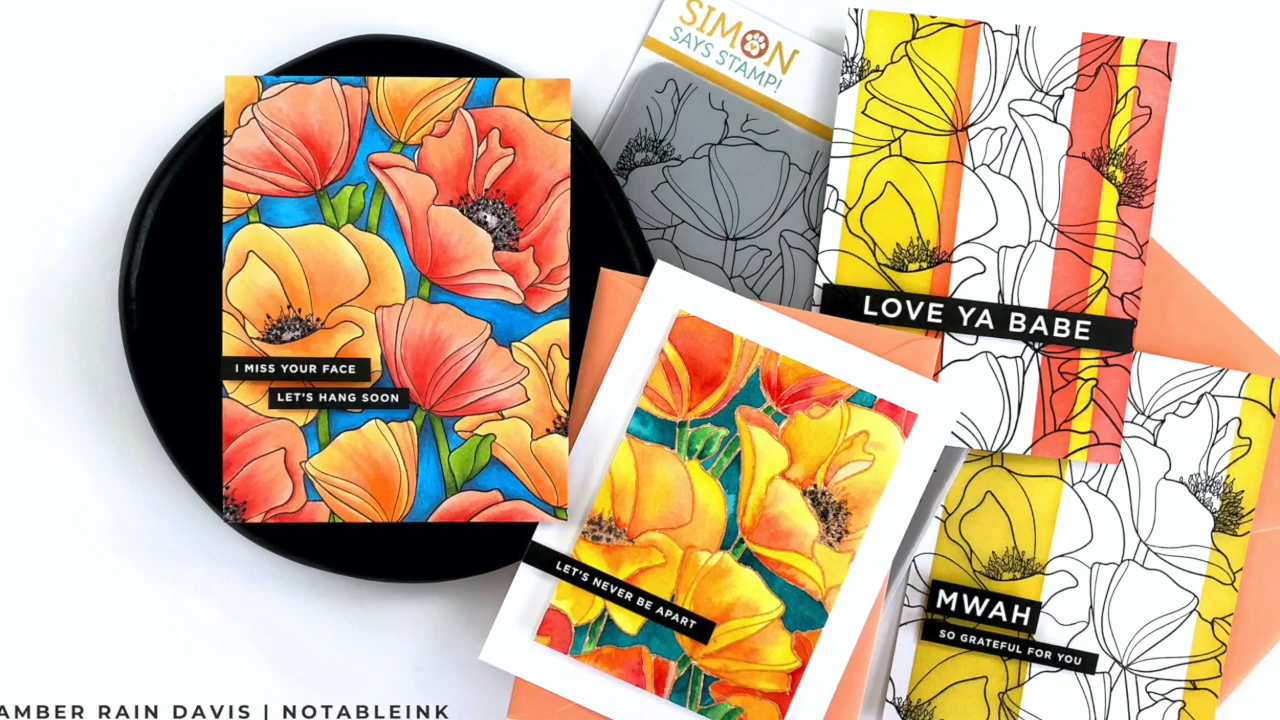 SIMON
SAYS STAMP!
LOVE YA BABE
I MISS YOUR FACE
LET'S HANG SOON
LET'S NEVER BE APART
MWAH
SO GRATEFUL FOR YOU
AMBER RAIN DAVIS | NOTABLEINK